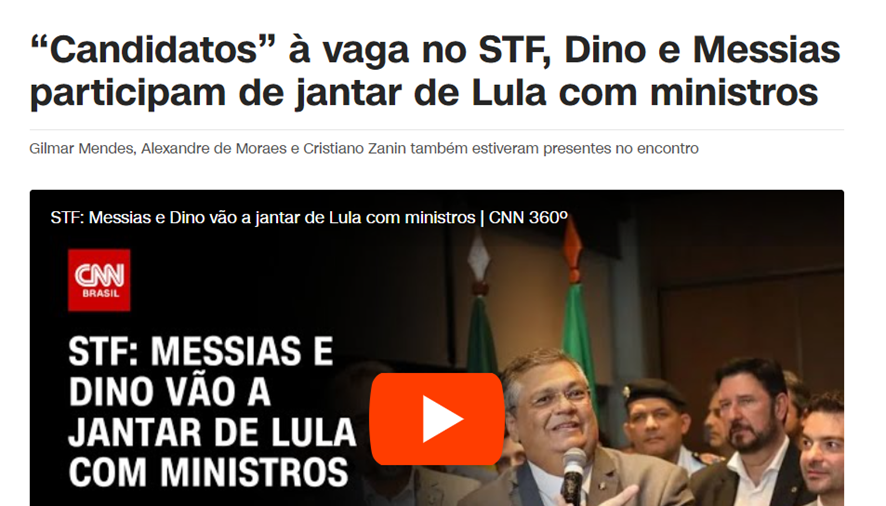 “Candidatos” à vaga no STF, Dino e Messias
participam de jantar de Lula com ministros
Gilmar Mendes, Alexandre de Moraes e Cristiano Zanin também estiveram presentes no encontro
STF: Messias e Dino vão a jantar de Lula com ministros | CNN 360º
CNN
BRASIL
STF: MESSIAS E
DINO VÃO A
JANTAR DE LULA
COM MINISTROS